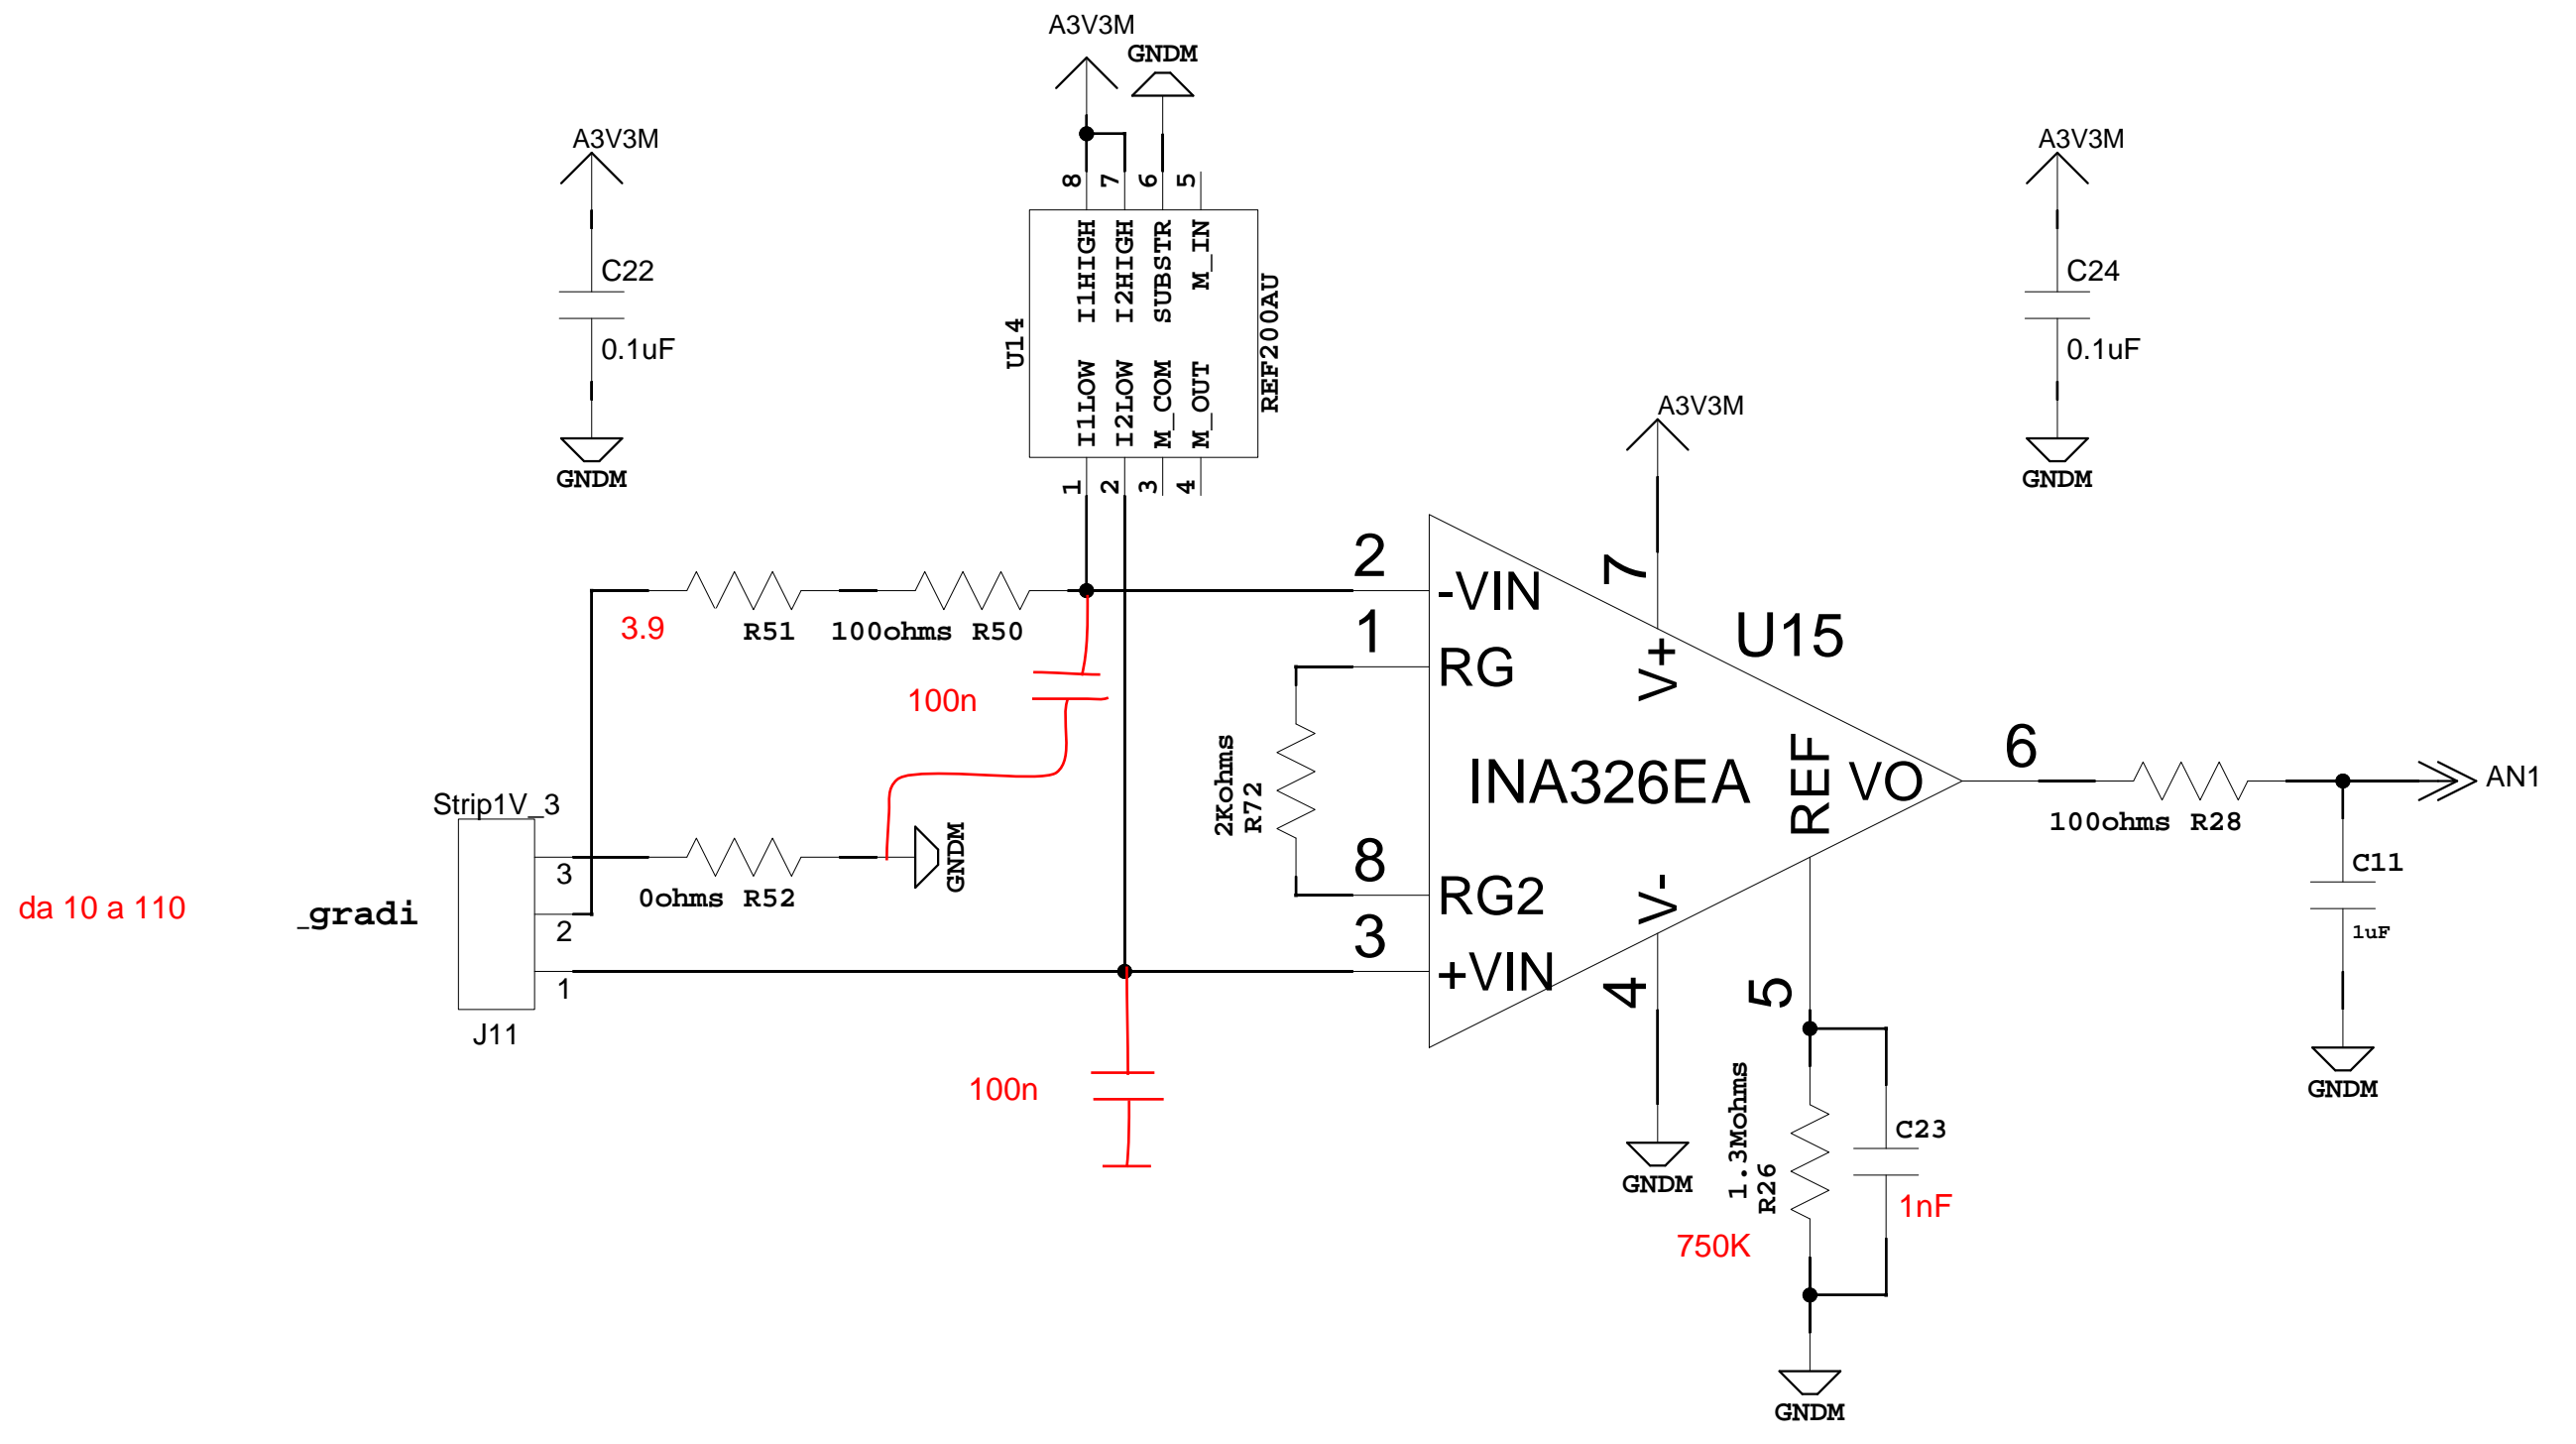 A3V3M
GNDM
A3V3M
A3V3M
8 7 6 5
I1HIGH
I2HIGH
SUBSTR
M_IN
C22
0.1uF
GNDM
U14
REF200AU
I1LOW
I2LOW
M_COM
M_OUT
1 2 3 4
C24
0.1uF
GNDM
A3V3M
7
V+
U15
2
-VIN
3.9
R51
100ohms R50
1
RG
100n
2Kohms
R72
INA326EA
REF
VO
6
100ohms R28
AN1
Strip1V_3
3
2
1
J11
0ohms R52
GNDM
da 10 a 110
_gradi
8
RG2
V-
3
+VIN
4
5
C11
1uF
GNDM
100n
GNDM
1.3Mohms
R26
750K
C23
1nF
GNDM